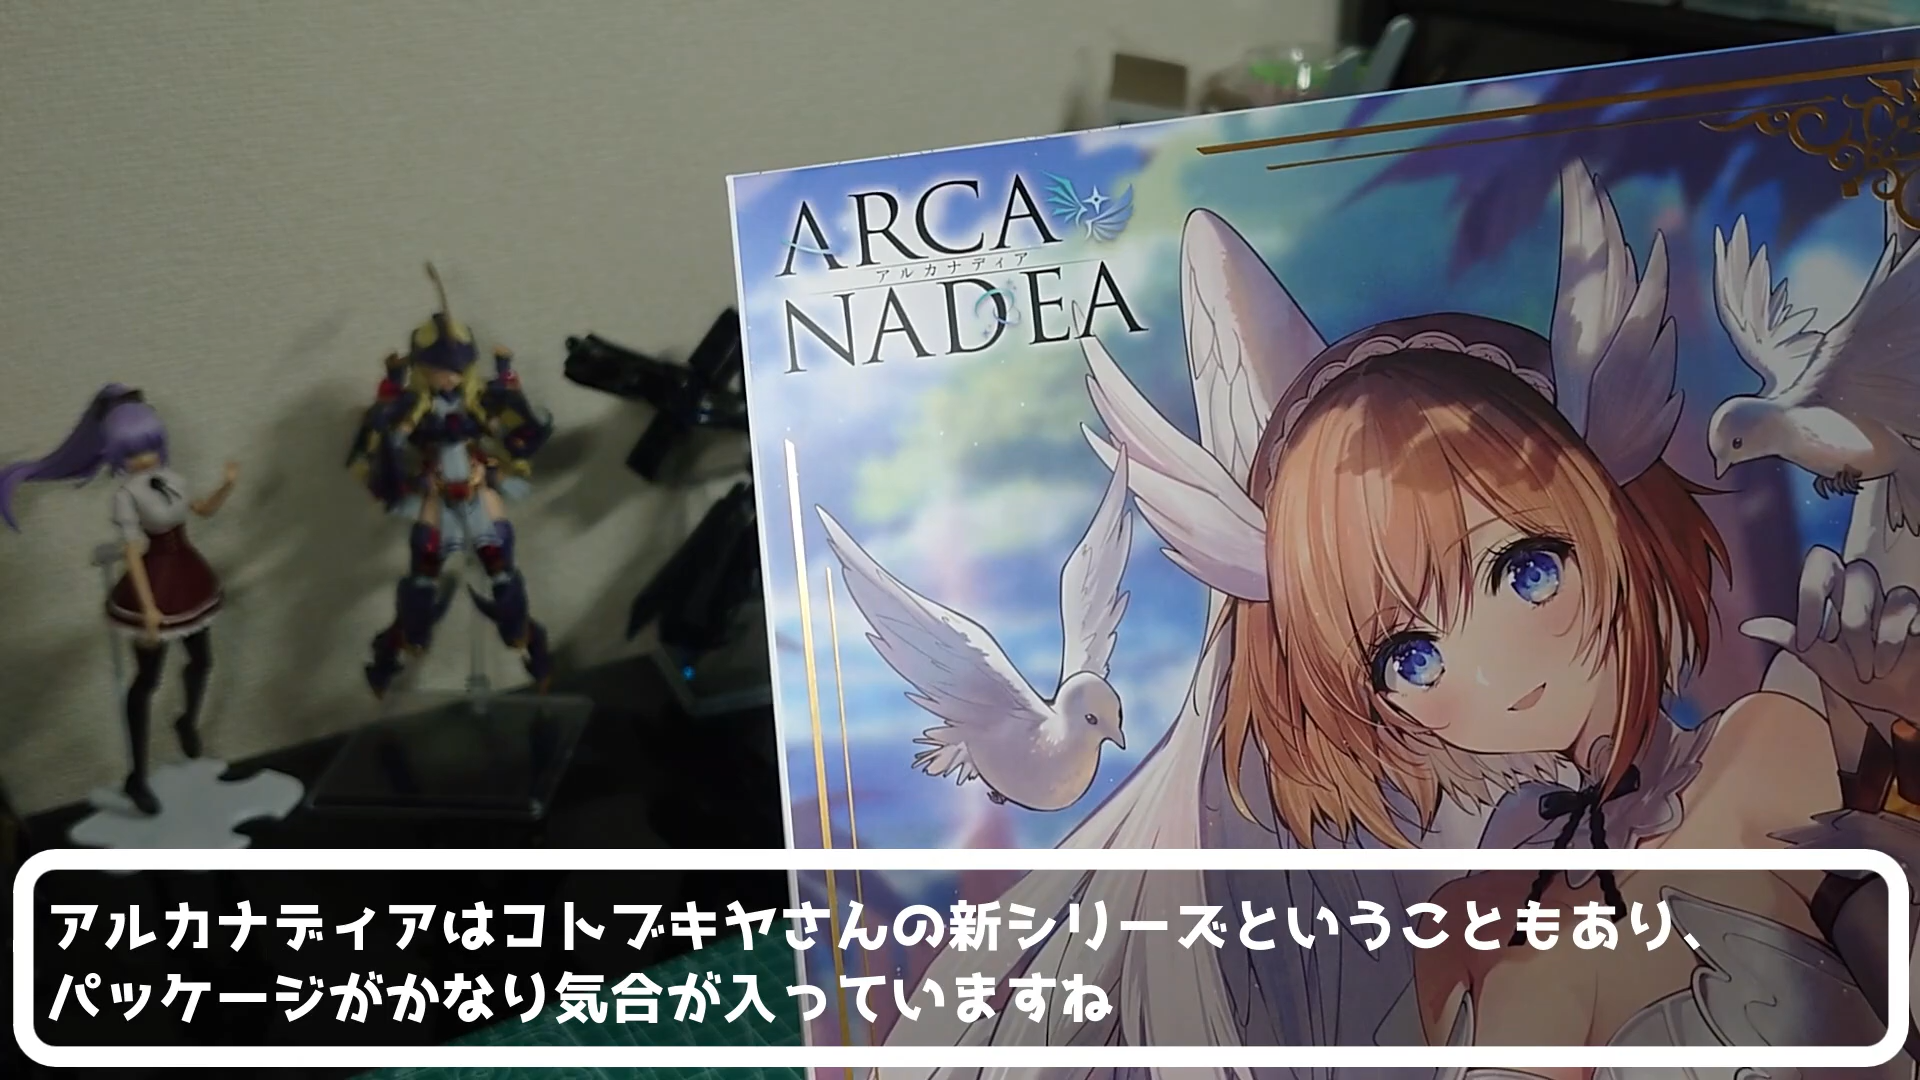 ARCA
アルカナディア
NADEA
アルカナディアはコトブキヤさんの新シリーズということもあり、
パッケージがかなり気合が入っていますね